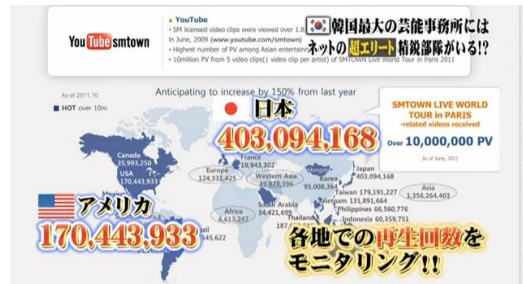 YouTube smtown
YouTube
• SM licensed video clips were viewed over 1.8
in June, 2009 (www.youtube.com/smtown)
• Highest number of PV among Asian entertainment
• 10million PV from 5 video clips(1 video clip per artist) of SMTOWN Live World Tour in Paris 2011
韓国最大の芸能事務所には
ネットの超エリート精鋭部隊がいる!?
As of 2011.10
HOT over 10m
Anticipating to increase by 150% from last year
SMTOWN LIVE WORLD
TOUR in PARIS
-related videos received
Over 10,000,000 PV
As of June, 2011
日本
403,094,168
Canada
35,993,250
USA
170,443,933
France
19,943,302
Europe
124,331,425
Western Asia
49,823,396
Korea
95,008,364
Japan
403,094,168
Taiwan 179,191,227
Asia
1,356,264,403
Vietnam 131,891,664
Philippines 66,560,776
Indonesia 60,359,751
Thailand
Saudi Arabia
34,421,699
Africa
6,613,247
アメリカ
170,443,933
各地での再生回数を
モニタリング!!